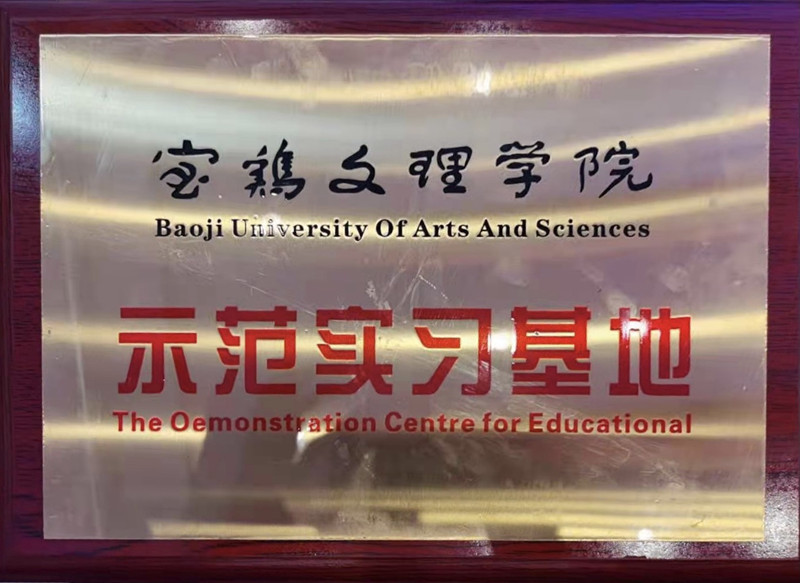 宝鸡文理学院
Baoji University Of Arts And Sciences
示范实习基地
The Oemonstration Centre for Educational